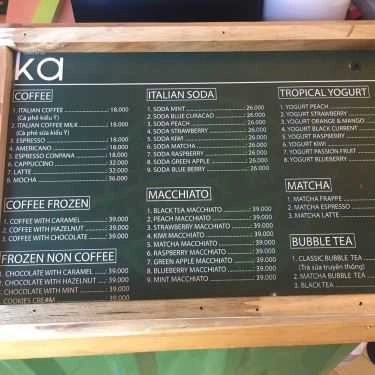 ka
COFFEE
1. ITALIAN COFFEE 18.000
(Cà phê kiểu Ý)
2. ITALIAN COFFEE MILK 18.000
(Cà phê sữa kiểu Ý)
3. ESPRESSO 18.000
4. AMERICANO 18.000
5. ESPRESSO CONPANA 32.000
6. CAPPUCCINO 32.000
7. LATTE 32.000
8. MOCHA 36.000
COFFEE FROZEN
1. COFFEE WITH CARAMEL 39.000
2. COFFEE WITH HAZELNUT 39.000
3. COFFEE WITH CHOCOLATE 39.000
FROZEN NON COFFEE
1. CHOCOLATE WITH CARAMEL 39.000
2. CHOCOLATE WITH HAZELNUT 39.000
3. CHOCOLATE WITH MINT 39.000
COOKIES CREAM 39.000
ITALIAN SODA
1. SODA MINT 26.000
2. SODA BLUE CURACAO 26.000
3. SODA PEACH 26.000
4. SODA STRAWBERRY 26.000
5. SODA KIWI 26.000
6. SODA MATCHA 26.000
7. SODA RASPBERRY 26.000
8. SODA GREEN APPLE 26.000
9. SODA BLUE BERRY 26.000
MACCHIATO
1. BLACK TEA MACCHIATO 39.000
2. PEACH MACCHIATO 39.000
3. STRAWBERRY MACCHIATO 39.000
4. KIWI MACCHIATO 39.000
5. MATCHA MACCHIATO 39.000
6. RASPBERRY MACCHIATO 39.000
7. GREEN APPLE MACCHIATO 39.000
8. BLUEBERRY MACCHIATO 39.000
9. MINT MACCHIATO 39.000
TROPICAL YOGURT
1. YOGURT PEACH
2. YOGURT STRAWBERRY
3. YOGURT ORANGE & MANGO
4. YOGURT BLACK CURRENT
5. YOGURT RASPBERRY
6. YOGURT KIWI
7. YOGURT PASSION FRUIT
8. YOGURT BLUEBERRY
MATCHA
1. MATCHA FRAPPE
2. MATCHA ESPRESSO
3. MATCHA LATTE
BUBBLE TEA
1. CLASSIC BUBBLE TEA
(Trà sữa truyền thống)
2. MATCHA BUBBLE TEA
3. BLACK TEA